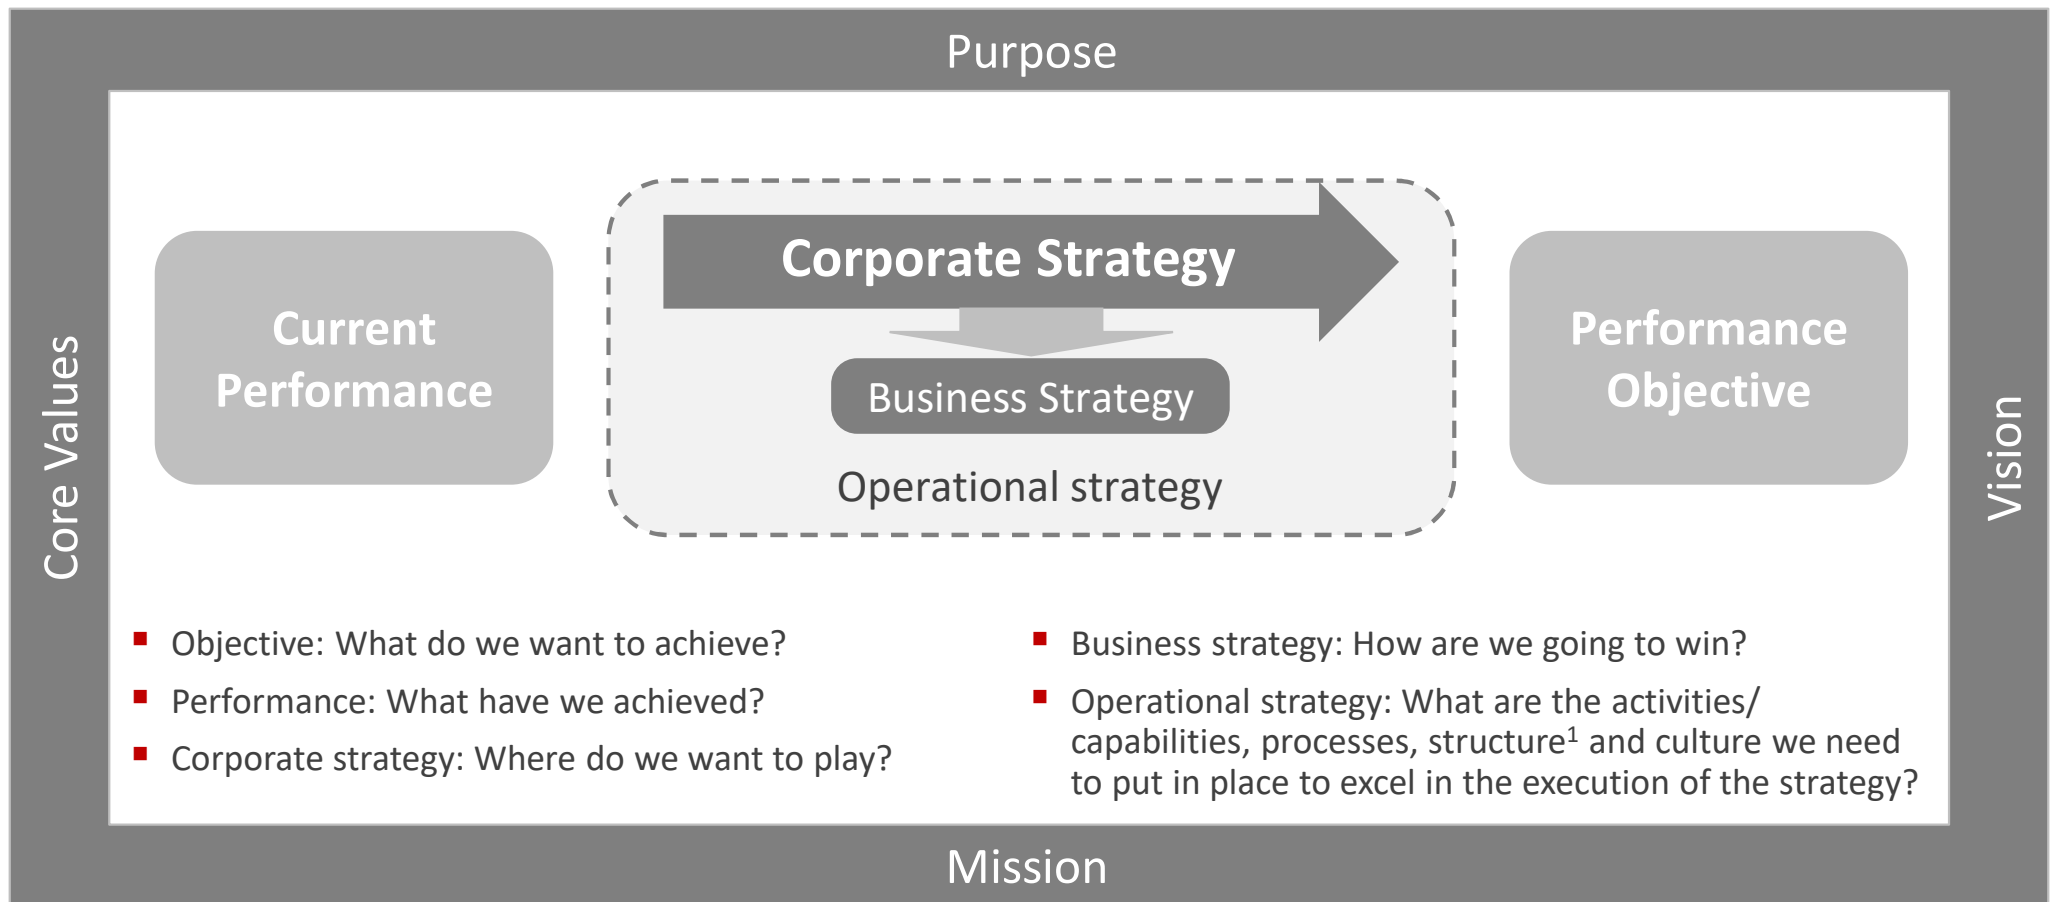 Purpose
Core Values
Current
Performance
Corporate Strategy
Business Strategy
Operational strategy
Performance
Objective
Vision
▪ Objective: What do we want to achieve?
▪ Performance: What have we achieved?
▪ Corporate strategy: Where do we want to play?
▪ Business strategy: How are we going to win?
▪ Operational strategy: What are the activities/
capabilities, processes, structure¹ and culture we need
to put in place to excel in the execution of the strategy?
Mission